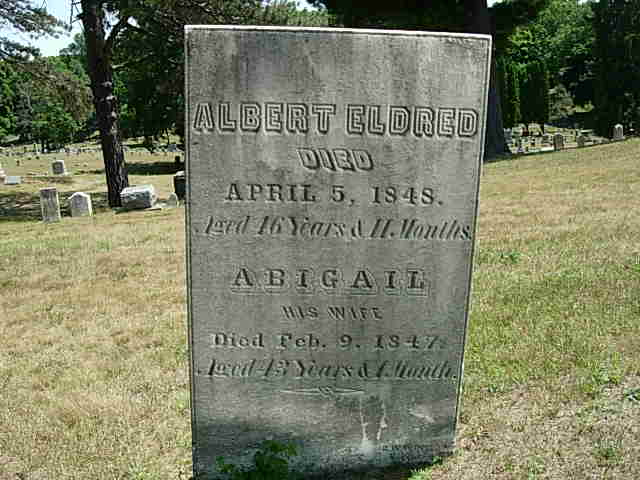 ALBERT ELDRED
DIED
APRIL 5, 1848.
Aged 46 Years & 11. Months.
ABIGAIL
HIS WIFE
Died Feb. 9, 1847.
Aged 43 Years & 1. Month.